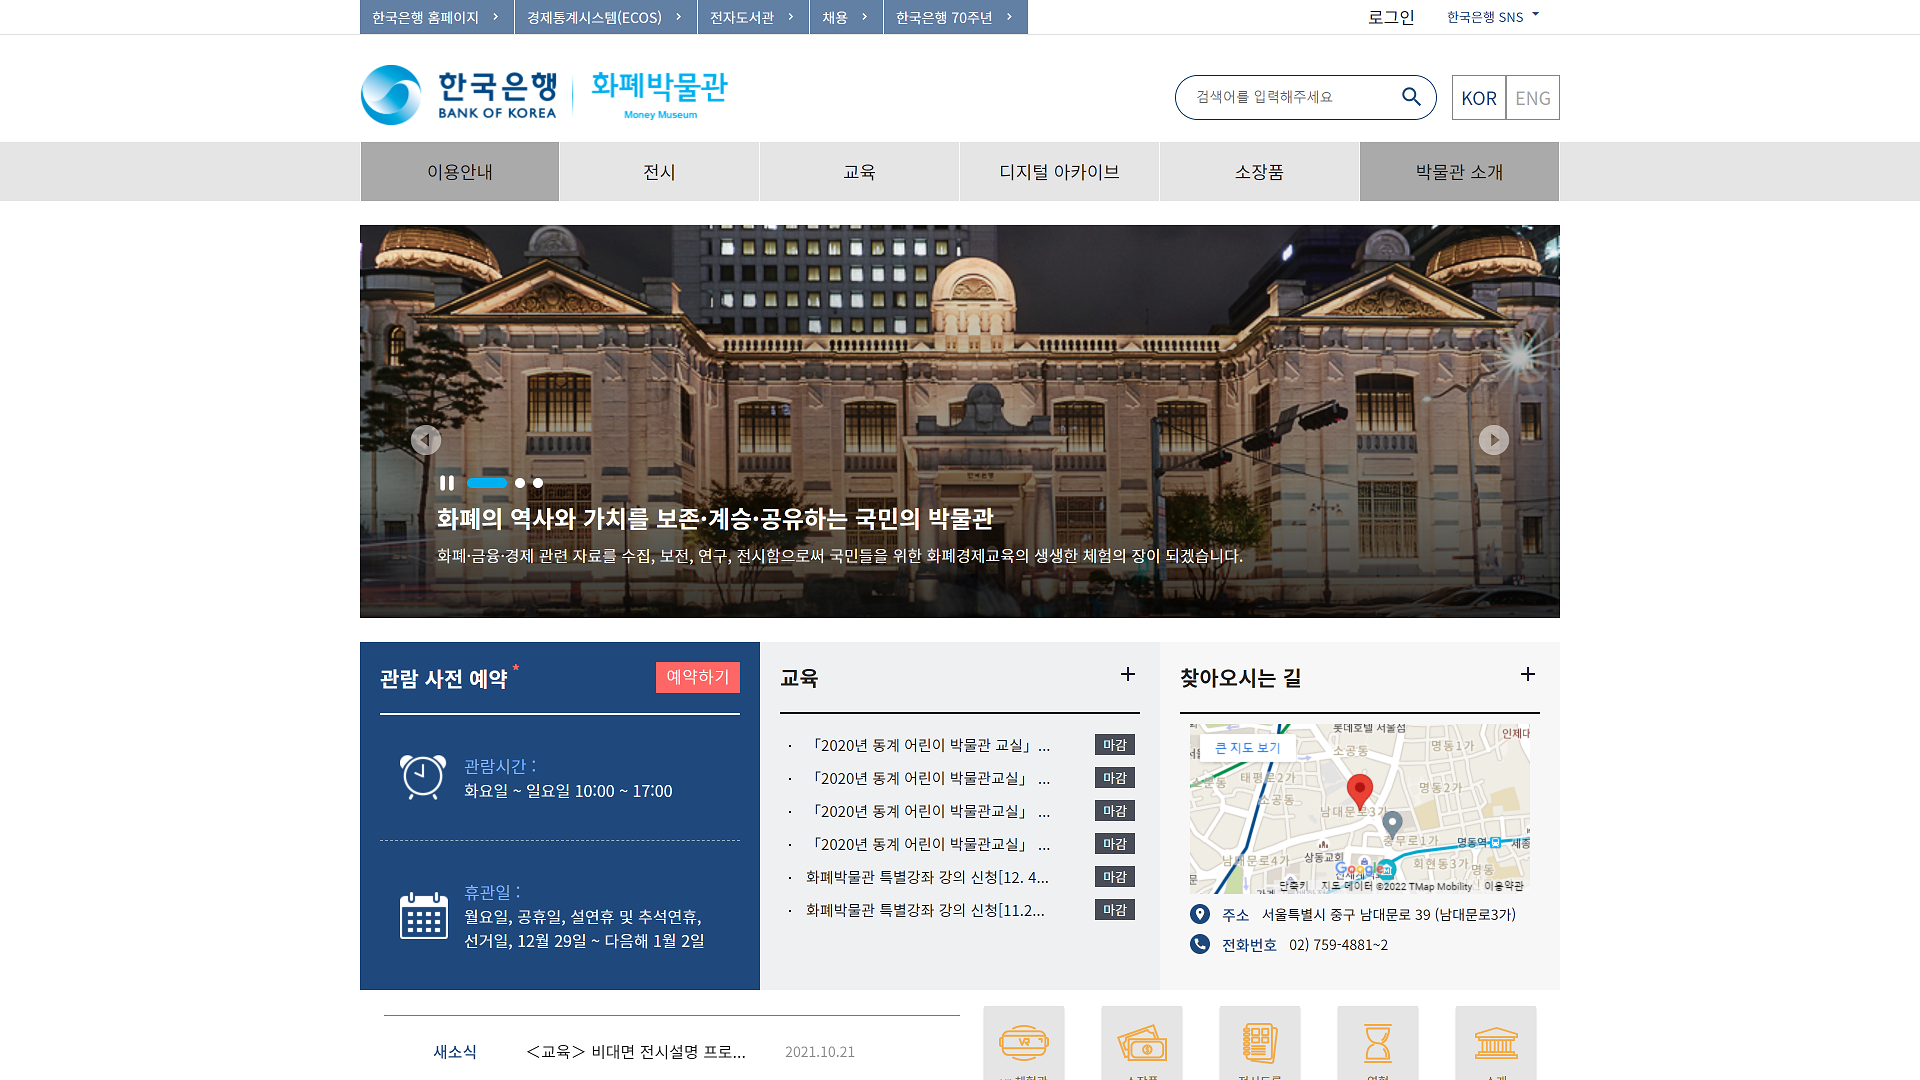 한국은행 홈페이지
경제통계시스템(ECOS)
전자도서관
채용
한국은행 70주년
로그인
한국은행 SNS
한국은행
BANK OF KOREA
화폐박물관
Money Museum
검색어를 입력해주세요
KOR
ENG
이용안내
전시
교육
디지털 아카이브
소장품
박물관 소개
한국은행
화폐의 역사와 가치를 보존·계승·공유하는 국민의 박물관
화폐·금융·경제 관련 자료를 수집, 보전, 연구, 전시함으로써 국민들을 위한 화폐경제교육의 생생한 체험의 장이 되겠습니다.
관람 사전 예약 *
예약하기
관람시간 :
화요일 ~ 일요일 10:00 ~ 17:00
휴관일 :
월요일, 공휴일, 설연휴 및 추석연휴,
선거일, 12월 29일 ~ 다음해 1월 2일
교육
+
· 「2020년 동계 어린이 박물관 교실」 ... 마감
· 「2020년 동계 어린이 박물관교실」 ... 마감
· 「2020년 동계 어린이 박물관교실」 ... 마감
· 「2020년 동계 어린이 박물관교실」 ... 마감
· 화폐박물관 특별강좌 강의 신청[12. 4... 마감
· 화폐박물관 특별강좌 강의 신청[11.2... 마감
찾아오시는 길
+
롯데호텔 서울점
인제대
큰 지도 보기
소공동
명동1가
태평로2가
소공동
명동2가
남대문로3가
충무로1가
명동역
세종
남대문로4가
상동교회
회현동3가
명동
Google
단축키
지도 데이터 ©2022 TMap Mobility
이용약관
주소 서울특별시 중구 남대문로 39 (남대문로3가)
전화번호 02) 759-4881~2
새소식
＜교육＞ 비대면 전시설명 프로...
2021.10.21
VR